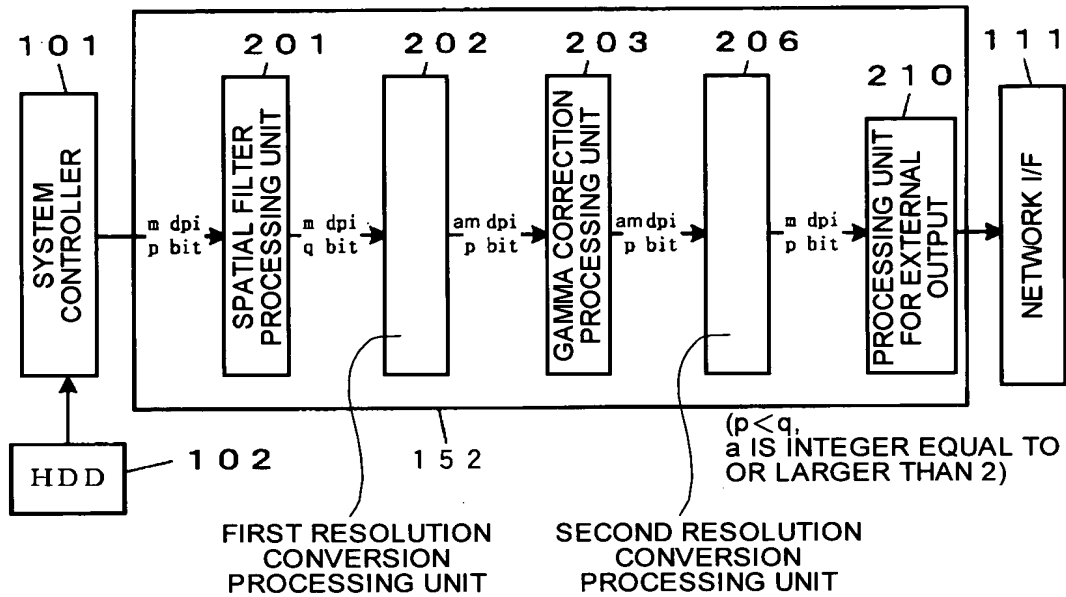 101
201
202
203
206
210
111
SYSTEM
CONTROLLER
m dpi
p bit
SPATIAL FILTER
PROCESSING UNIT
m dpi
q bit
am dpi
p bit
GAMMA CORRECTION
PROCESSING UNIT
am dpi
p bit
m dpi
p bit
PROCESSING UNIT
FOR EXTERNAL
OUTPUT
NETWORK I/F
HDD
102
152
(p<q,
a IS INTEGER EQUAL TO
OR LARGER THAN 2)
FIRST RESOLUTION
CONVERSION
PROCESSING UNIT
SECOND RESOLUTION
CONVERSION
PROCESSING UNIT